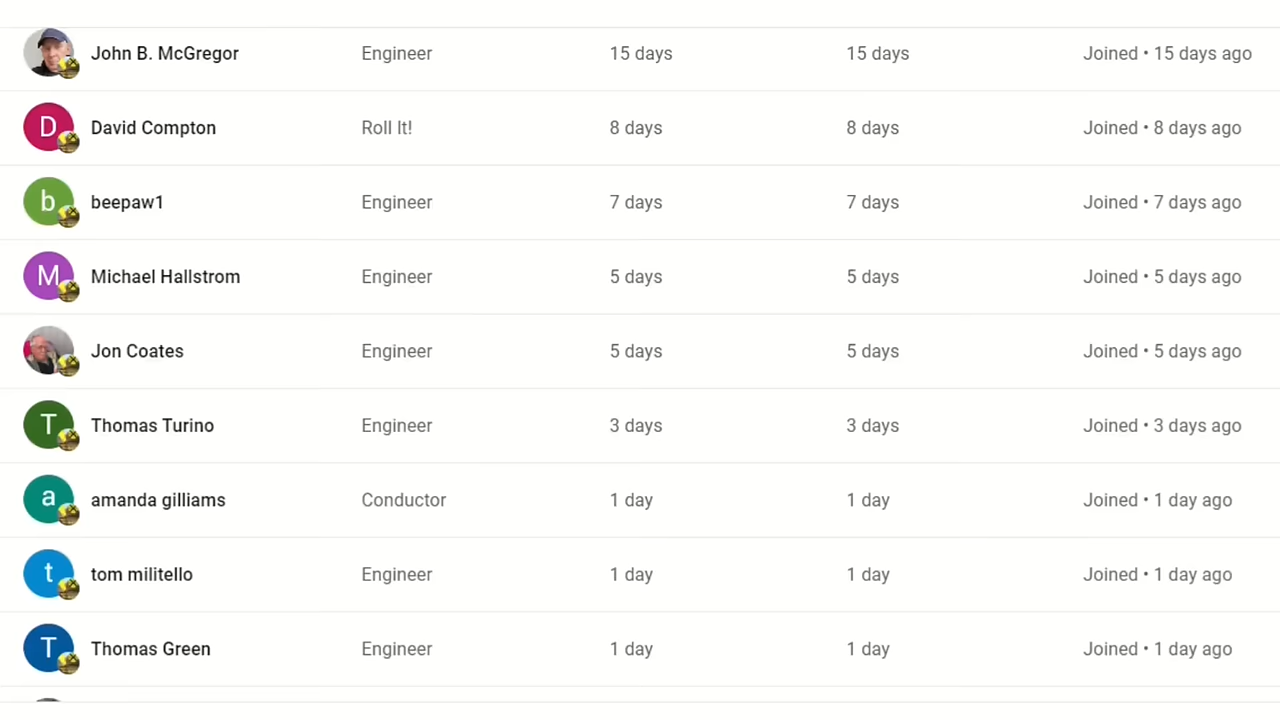 John B. McGregor Engineer 15 days 15 days Joined • 15 days ago
D David Compton Roll It! 8 days 8 days Joined • 8 days ago
b beepaw1 Engineer 7 days 7 days Joined • 7 days ago
M Michael Hallstrom Engineer 5 days 5 days Joined • 5 days ago
Jon Coates Engineer 5 days 5 days Joined • 5 days ago
T Thomas Turino Engineer 3 days 3 days Joined • 3 days ago
a amanda gilliams Conductor 1 day 1 day Joined • 1 day ago
t tom militello Engineer 1 day 1 day Joined • 1 day ago
T Thomas Green Engineer 1 day 1 day Joined • 1 day ago